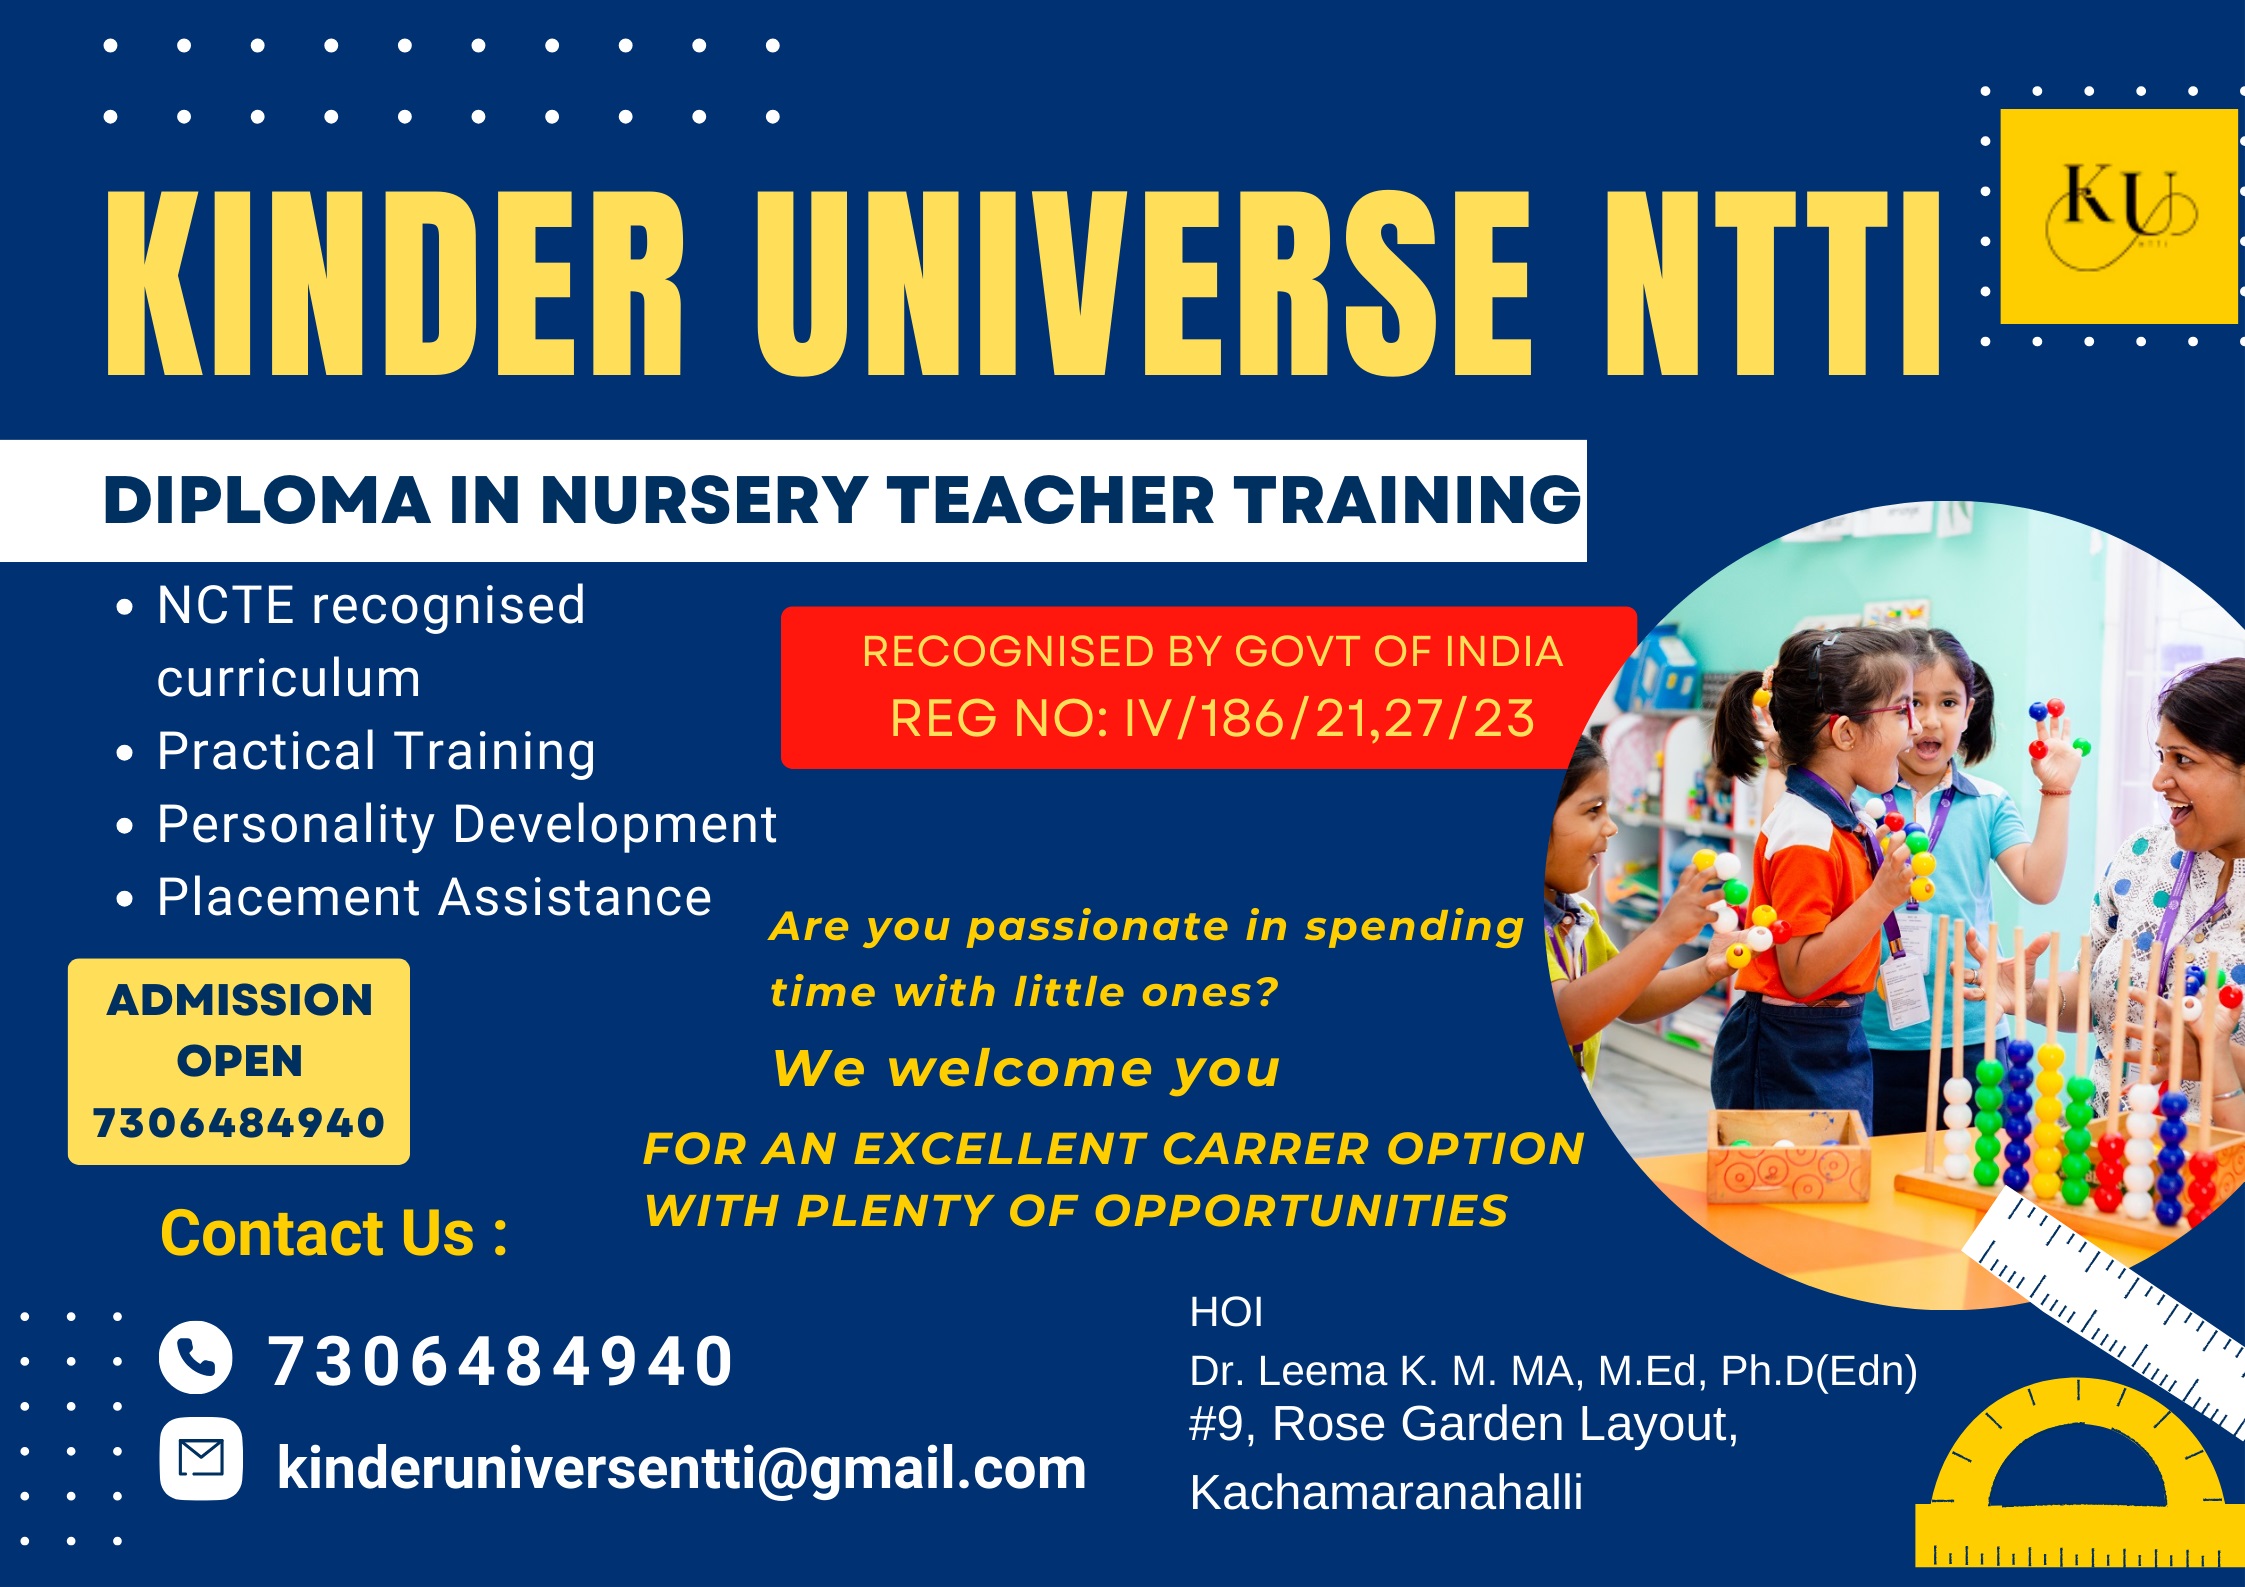 KINDER UNIVERSE NTTI
KU
NTTI
DIPLOMA IN NURSERY TEACHER TRAINING
NCTE recognised
curriculum
Practical Training
Personality Development
Placement Assistance
RECOGNISED BY GOVT OF INDIA
REG NO: IV/186/21,27/23
Are you passionate in spending
time with little ones?
We welcome you
FOR AN EXCELLENT CARRER OPTION
WITH PLENTY OF OPPORTUNITIES
ADMISSION
OPEN
7306484940
Contact Us :
7306484940
kinderuniversentti@gmail.com
HOI
Dr. Leema K. M. MA, M.Ed, Ph.D(Edn)
#9, Rose Garden Layout,
Kachamaranahalli